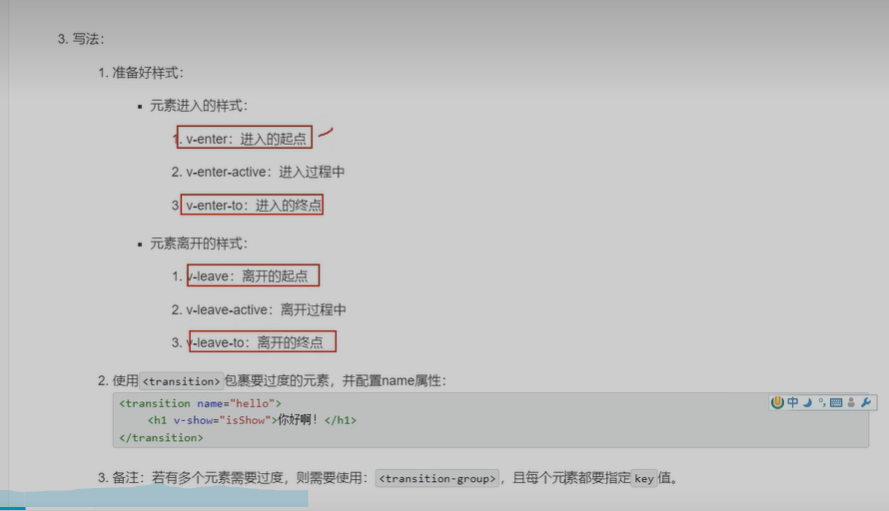 3. 写法：
1. 准备好样式：
元素进入的样式：
1. v-enter：进入的起点
2. v-enter-active：进入过程中
3. v-enter-to：进入的终点
元素离开的样式：
1. v-leave：离开的起点
2. v-leave-active：离开过程中
3. v-leave-to：离开的终点
2. 使用<transition>包裹要过度的元素，并配置name属性：
<transition name="hello">
<h1 v-show="isShow">你好啊！</h1>
</transition>
中
3. 备注：若有多个元素需要过度，则需要使用：<transition-group>，且每个元素都要指定key值。